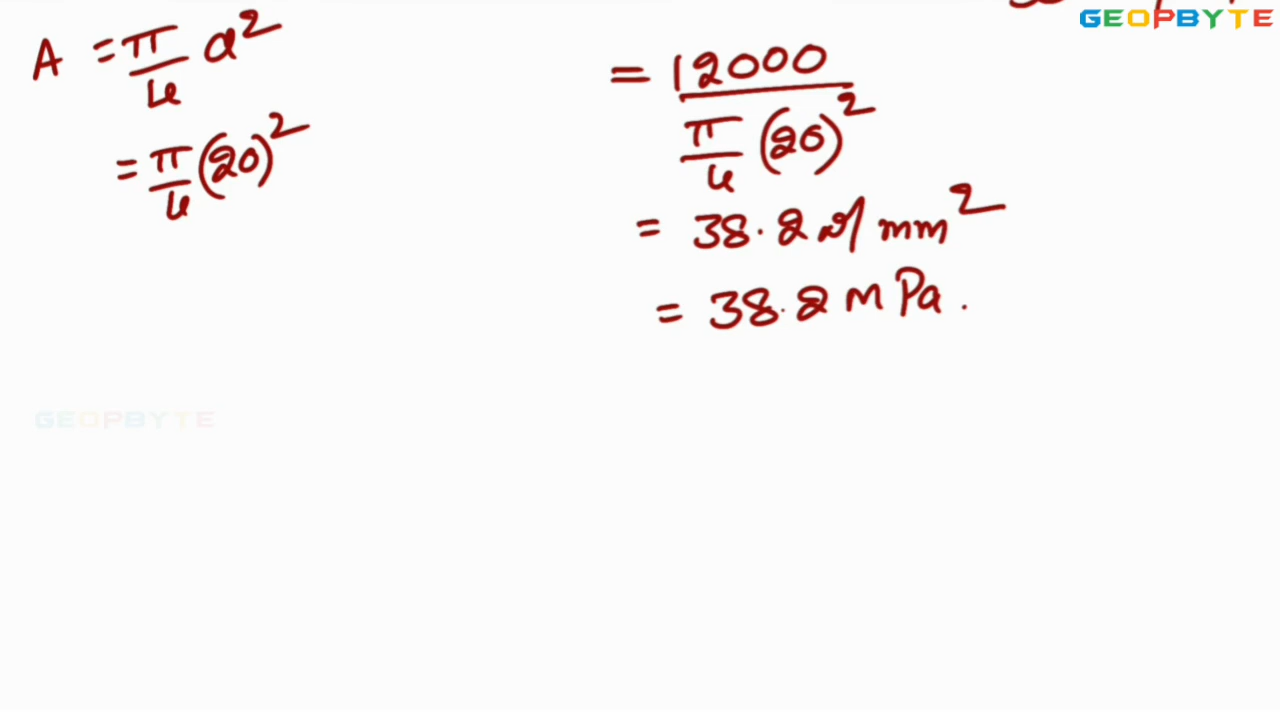 GEOPBYTE
A = π/4 d²
= π/4 (20)²
= 12000 / π/4 (20)²
= 38.2 N/mm²
= 38.2 MPa.
GEOPBYTE